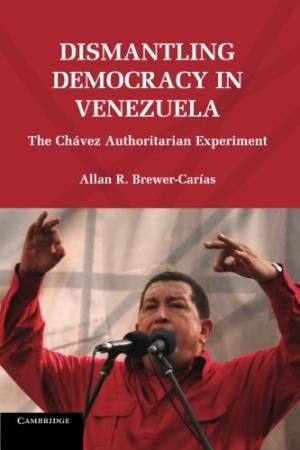 DISMANTLING
DEMOCRACY IN
VENEZUELA
The Chávez Authoritarian Experiment
Allan R. Brewer-Carías
CAMBRIDGE